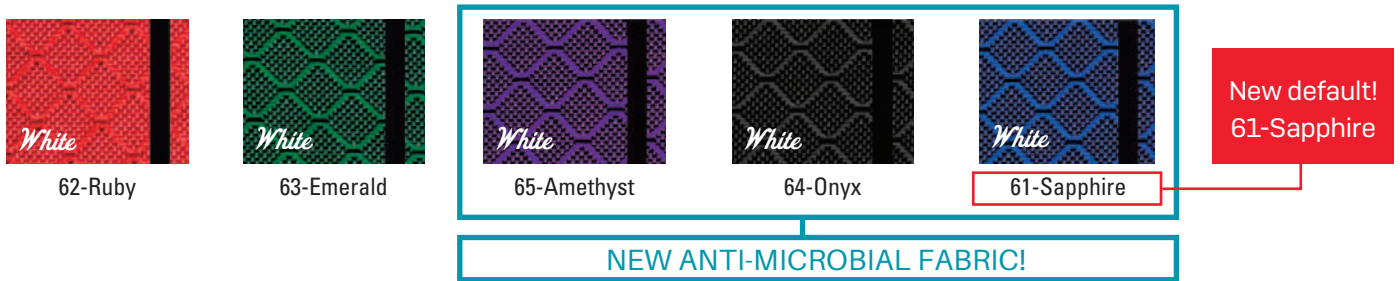 White
White
White
White
White
62-Ruby
63-Emerald
65-Amethyst
64-Onyx
61-Sapphire
New default!
61-Sapphire
NEW ANTI-MICROBIAL FABRIC!